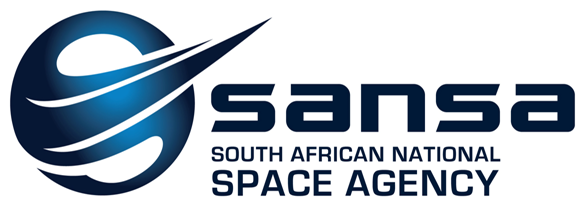 sansa
SOUTH AFRICAN NATIONAL
SPACE AGENCY